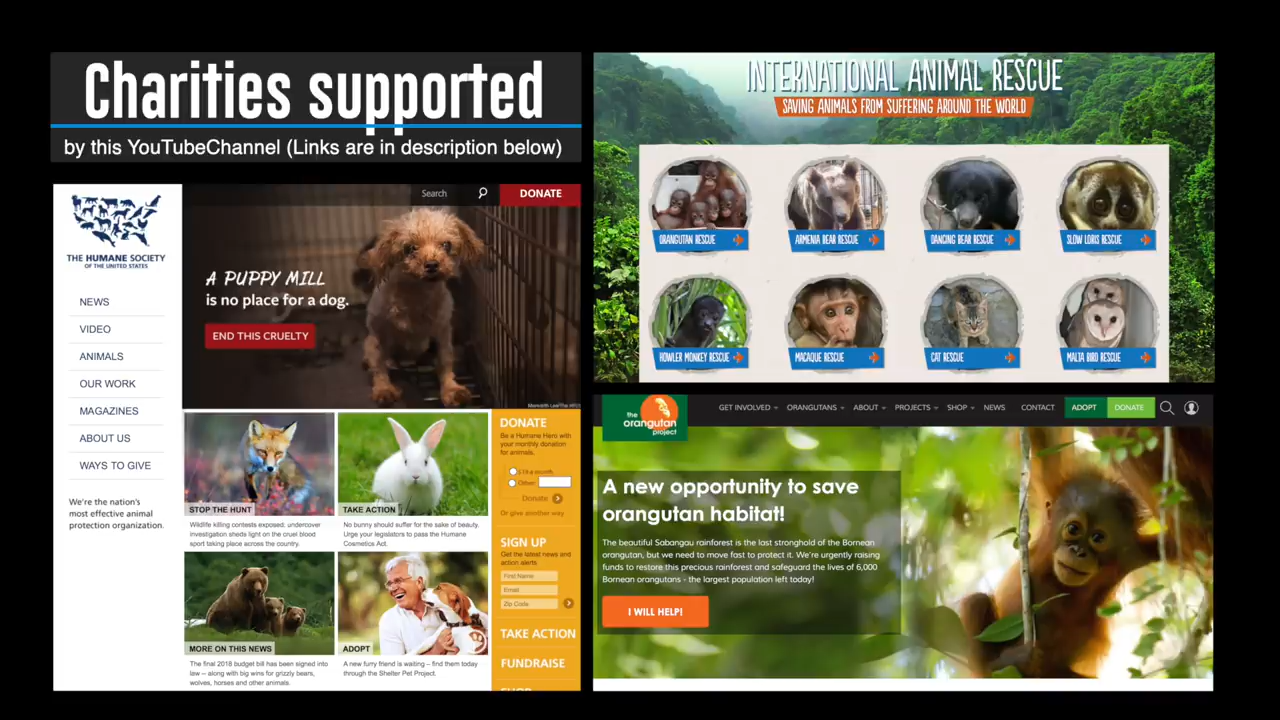 Charities supported
by this YouTubeChannel (Links are in description below)
THE HUMANE SOCIETY
OF THE UNITED STATES
NEWS
VIDEO
ANIMALS
OUR WORK
MAGAZINES
ABOUT US
WAYS TO GIVE
We're the nation's
most effective animal
protection organization.
Search
DONATE
A PUPPY MILL
is no place for a dog.
END THIS CRUELTY
STOP THE HUNT
Wildlife killing contests exposed: undercover
investigation sheds light on the cruel blood
sport taking place across the country.
TAKE ACTION
No bunny should suffer for the sake of beauty.
Urge your legislators to pass the Humane
Cosmetics Act.
MORE ON THIS NEWS
The final 2018 budget bill has been signed into
law – along with big wins for grizzly bears,
wolves, horses and other animals.
ADOPT
A new furry friend is waiting – find them today
through the Shelter Pet Project.
DONATE
Be a Humane Hero with
your monthly donation
for animals.
$19 a month
Other:
Donate
Or give another way
SIGN UP
Get the latest news and
action alerts
First Name
Email
Zip Code
TAKE ACTION
FUNDRAISE
INTERNATIONAL ANIMAL RESCUE
SAVING ANIMALS FROM SUFFERING AROUND THE WORLD
ORANGUTAN RESCUE
ARMENIA BEAR RESCUE
DANCING BEAR RESCUE
SLOW LORIS RESCUE
HOWLER MONKEY RESCUE
MACAQUE RESCUE
CAT RESCUE
MALTA BIRD RESCUE
the
orangutan
project
GET INVOLVED
ORANGUTANS
ABOUT
PROJECTS
SHOP
NEWS
CONTACT
ADOPT
DONATE
A new opportunity to save
orangutan habitat!
The beautiful Sabangau rainforest is the last stronghold of the Bornean
orangutan, but we need to move fast to protect it. We're urgently raising
funds to restore this precious rainforest and safeguard the lives of 6,000
Bornean orangutans - the largest population left today!
I WILL HELP!